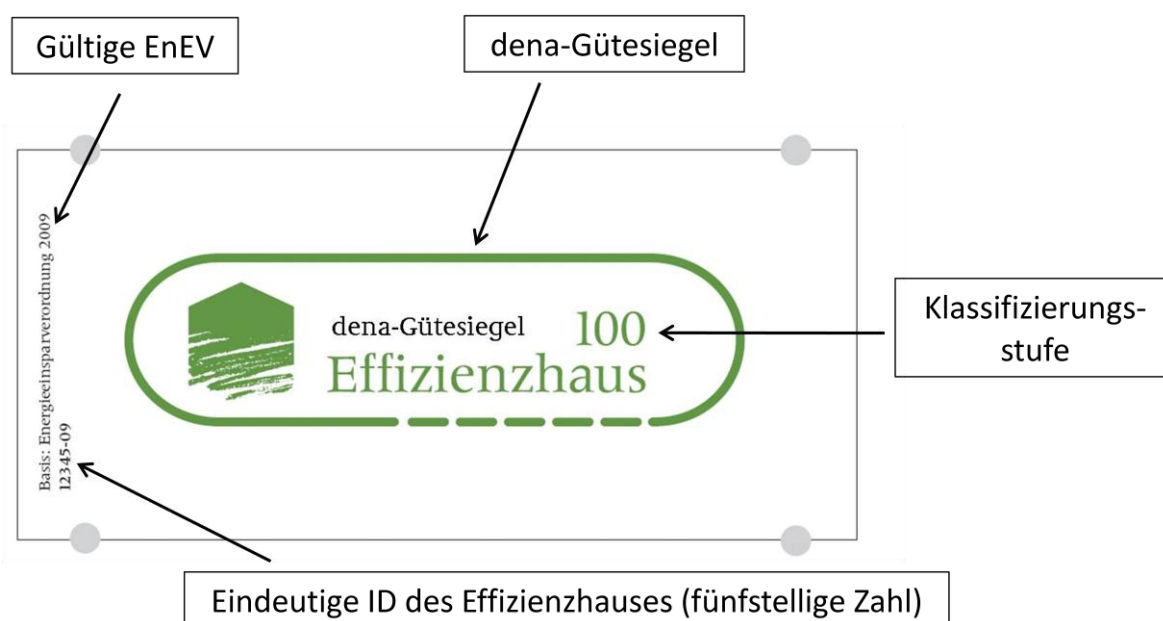 Gültige EnEV
dena-Gütesiegel
Basis: Energieeinsparverordnung 2009
12345-09
dena-Gütesiegel 100
Effizienzhaus
Klassifizierungs-
stufe
Eindeutige ID des Effizienzhauses (fünfstellige Zahl)